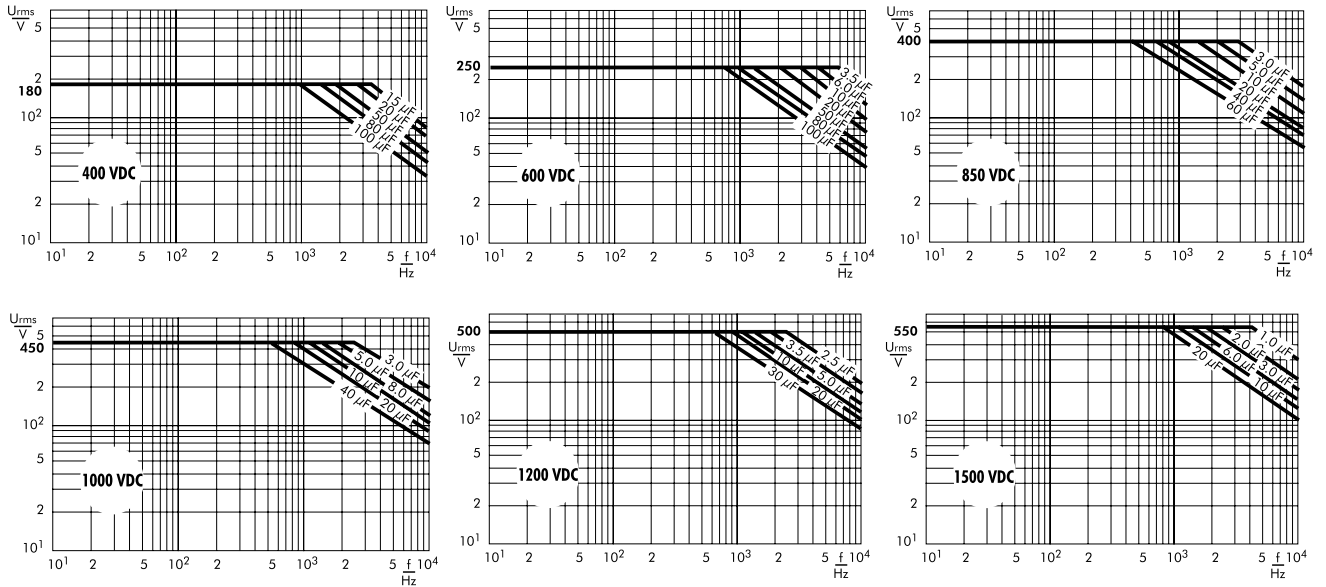 Urms
V
5
2
180
10²
5
2
10¹
15 µF
20 µF
50 µF
80 µF
100 µF
400 VDC
10¹ 2 5 10² 2 5 10³ 2 5 f 10⁴
Hz
Urms
V
5
250
2
10²
5
2
10¹
3.5µF
6.0 µF
10 µF
20 µF
50 µF
80 µF
100 µF
600 VDC
10¹ 2 5 10² 2 5 10³ 2 5 f 10⁴
Hz
Urms
V
5
400
2
10²
5
2
10¹
3.0 µF
5.0 µF
10 µF
20 µF
40 µF
60 µF
850 VDC
10¹ 2 5 10² 2 5 10³ 2 5 f 10⁴
Hz
Urms
V
5
450
2
10²
5
2
10¹
3.0 µF
5.0 µF
8.0 µF
10 µF
20 µF
40 µF
1000 VDC
10¹ 2 5 10² 2 5 10³ 2 5 f 10⁴
Hz
500
Urms
V
2
10²
5
2
10¹
2.5 µF
3.5 µF
5.0 µF
10 µF
20 µF
30 µF
1200 VDC
10¹ 2 5 10² 2 5 10³ 2 5 f 10⁴
Hz
550
Urms
V
2
10²
5
2
10¹
1.0 µF
2.0 µF
3.0 µF
6.0 µF
10 µF
20 µF
1500 VDC
10¹ 2 5 10² 2 5 10³ 2 5 f 10⁴
Hz